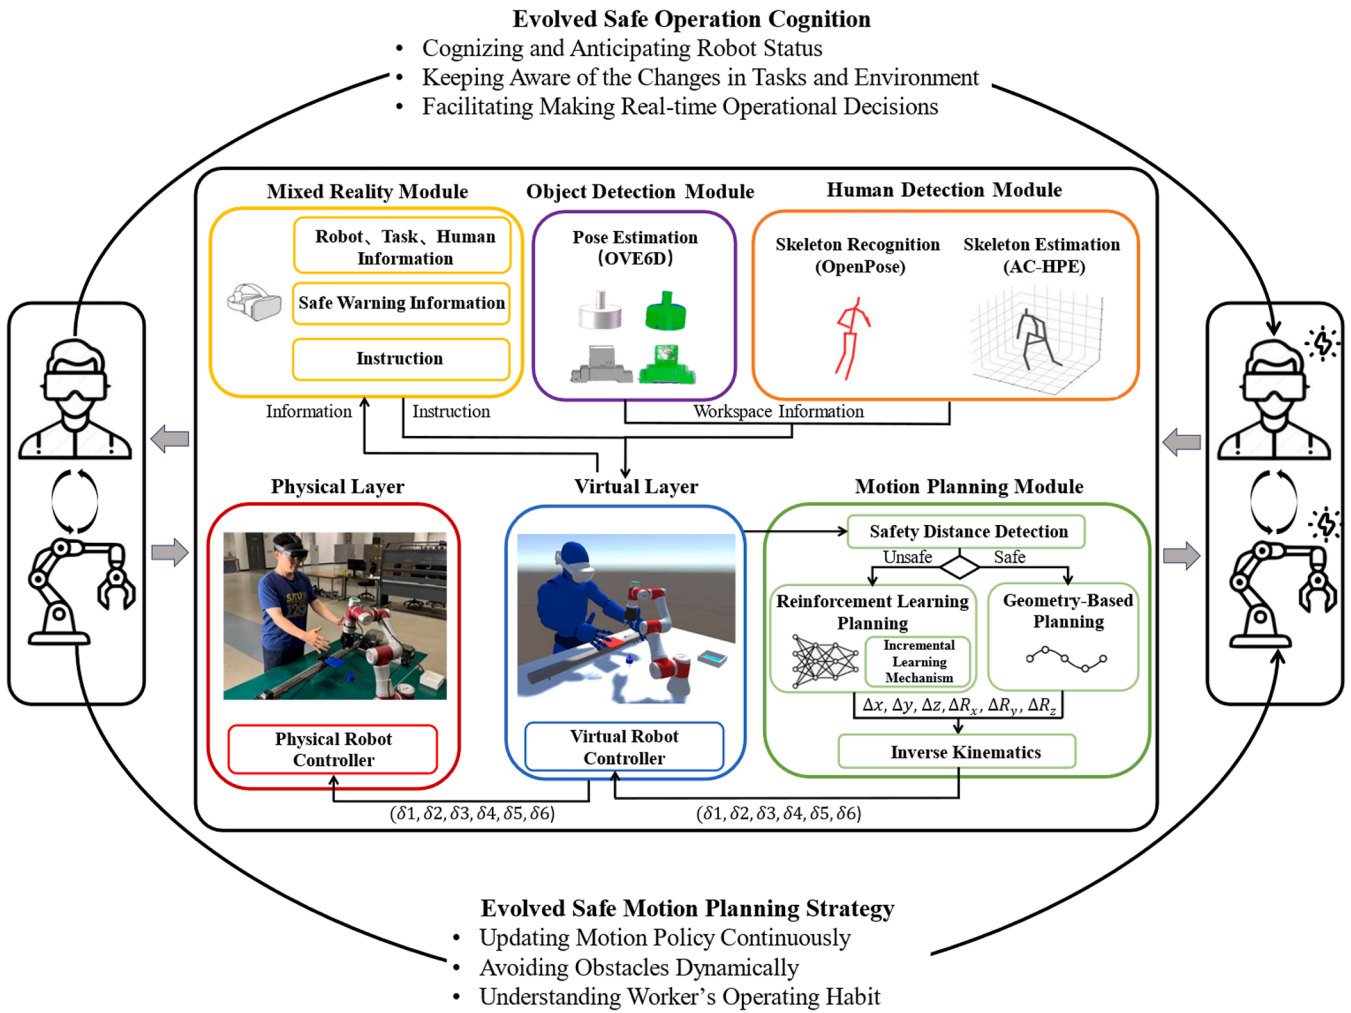 Evolved Safe Operation Cognition
• Cognizing and Anticipating Robot Status
• Keeping Aware of the Changes in Tasks and Environment
• Facilitating Making Real-time Operational Decisions
Mixed Reality Module
Robot、Task、Human
Information
Safe Warning Information
Instruction
Object Detection Module
Pose Estimation
(OVE6D)
Human Detection Module
Skeleton Recognition
(OpenPose)
Skeleton Estimation
(AC-HPE)
Information
Instruction
Workspace Information
Physical Layer
Physical Robot
Controller
Virtual Layer
Virtual Robot
Controller
Motion Planning Module
Safety Distance Detection
Unsafe
Safe
Reinforcement Learning
Planning
Incremental
Learning
Mechanism
Geometry-Based
Planning
Δx, Δy, Δz, ΔR_x, ΔR_y, ΔR_z
Inverse Kinematics
(δ1, δ2, δ3, δ4, δ5, δ6)
(δ1, δ2, δ3, δ4, δ5, δ6)
Evolved Safe Motion Planning Strategy
• Updating Motion Policy Continuously
• Avoiding Obstacles Dynamically
• Understanding Worker's Operating Habit